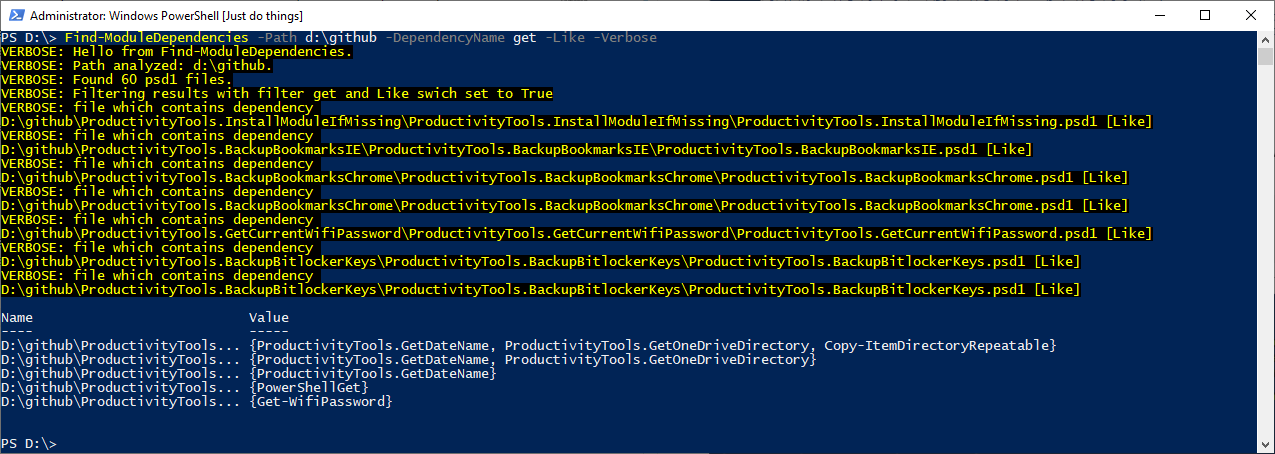 Administrator: Windows PowerShell [Just do things]
PS D:\> Find-ModuleDependencies -Path d:\github -DependencyName get -Like -Verbose
VERBOSE: Hello from Find-ModuleDependencies.
VERBOSE: Path analyzed: d:\github.
VERBOSE: Found 60 psd1 files.
VERBOSE: Filtering results with filter get and Like swich set to True
VERBOSE: file which contains dependency
D:\github\ProductivityTools.InstallModuleIfMissing\ProductivityTools.InstallModuleIfMissing\ProductivityTools.InstallModuleIfMissing.psd1 [Like]
VERBOSE: file which contains dependency
D:\github\ProductivityTools.BackupBookmarksIE\ProductivityTools.BackupBookmarksIE\ProductivityTools.BackupBookmarksIE.psd1 [Like]
VERBOSE: file which contains dependency
D:\github\ProductivityTools.BackupBookmarksChrome\ProductivityTools.BackupBookmarksChrome\ProductivityTools.BackupBookmarksChrome.psd1 [Like]
VERBOSE: file which contains dependency
D:\github\ProductivityTools.BackupBookmarksChrome\ProductivityTools.BackupBookmarksChrome\ProductivityTools.BackupBookmarksChrome.psd1 [Like]
VERBOSE: file which contains dependency
D:\github\ProductivityTools.GetCurrentWifiPassword\ProductivityTools.GetCurrentWifiPassword\ProductivityTools.GetCurrentWifiPassword.psd1 [Like]
VERBOSE: file which contains dependency
D:\github\ProductivityTools.BackupBitlockerKeys\ProductivityTools.BackupBitlockerKeys\ProductivityTools.BackupBitlockerKeys.psd1 [Like]
VERBOSE: file which contains dependency
D:\github\ProductivityTools.BackupBitlockerKeys\ProductivityTools.BackupBitlockerKeys\ProductivityTools.BackupBitlockerKeys.psd1 [Like]
Name Value
---- -----
D:\github\ProductivityTools... {ProductivityTools.GetDateName, ProductivityTools.GetOneDriveDirectory, Copy-ItemDirectoryRepeatable}
D:\github\ProductivityTools... {ProductivityTools.GetDateName, ProductivityTools.GetOneDriveDirectory}
D:\github\ProductivityTools... {ProductivityTools.GetDateName}
D:\github\ProductivityTools... {PowerShellGet}
D:\github\ProductivityTools... {Get-WifiPassword}
PS D:\>